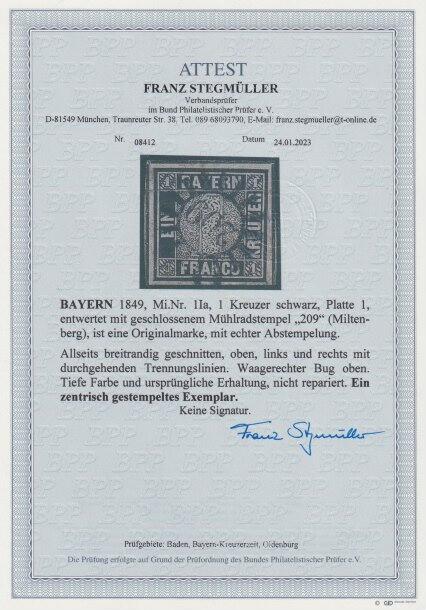 ATTEST
FRANZ STEGMÜLLER
Verbandsprüfer
im Bund Philatelistischer Prüfer e. V.
D-81549 München, Traunreuter Str. 38, Tel. 089 68093790, E-Mail: franz.stegmueller@t-online.de
Nr. 08412 Datum 24.01.2023
BAYERN
EIN
1
KREUZER
FRANCO
BAYERN 1849, Mi.Nr. 1Ia, 1 Kreuzer schwarz, Platte 1,
entwertet mit geschlossenem Mühlradstempel „209" (Milten-
berg), ist eine Originalmarke, mit echter Abstempelung.
Allseits breitrandig geschnitten, oben, links und rechts mit
durchgehenden Trennungslinien. Waagerechter Bug oben.
Tiefe Farbe und ursprüngliche Erhaltung, nicht repariert. Ein
zentrisch gestempeltes Exemplar.
Keine Signatur.
Franz Stegmüller
Prüfgebiete: Baden, Bayern-Kreuzerzeit, Oldenburg
Die Prüfung erfolgte auf Grund der Prüfordnung des Bundes Philatelistischer Prüfer e.V.